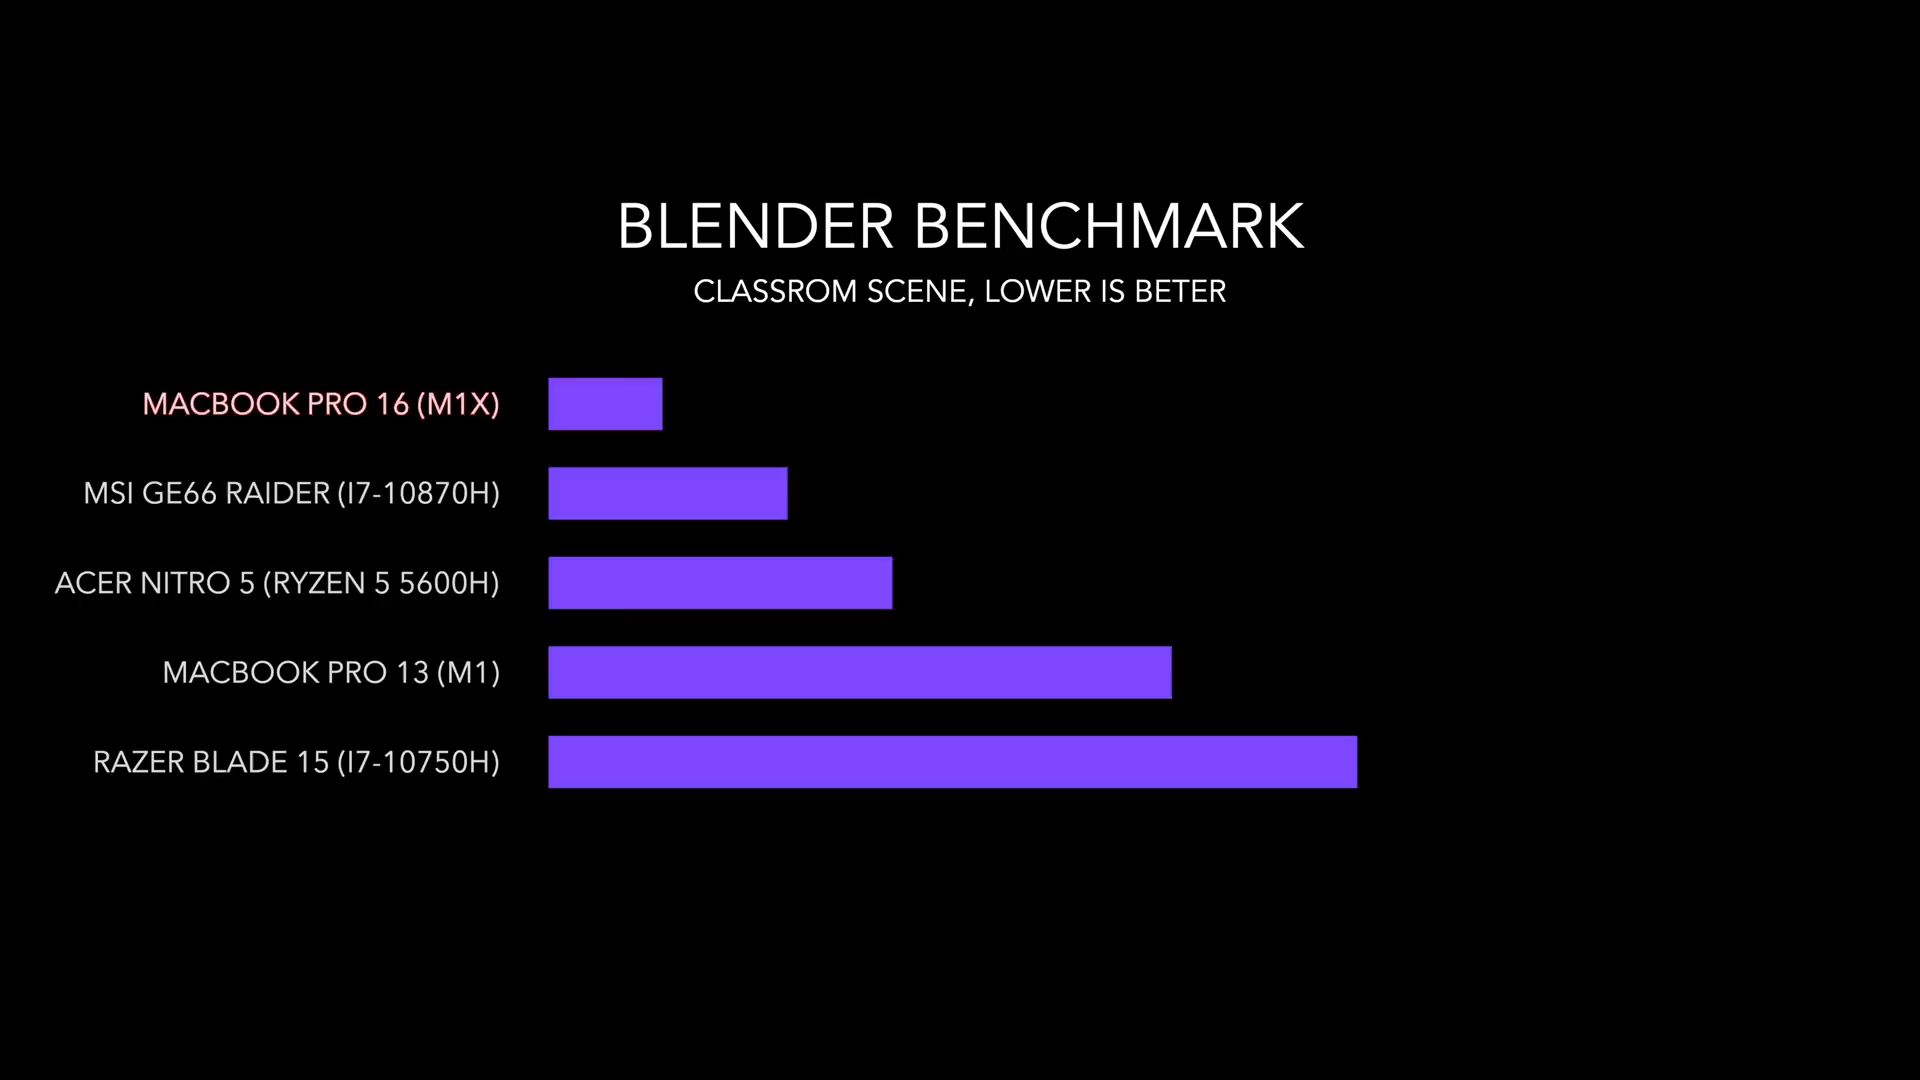 BLENDER BENCHMARK
CLASSROM SCENE, LOWER IS BETER
MACBOOK PRO 16 (M1X)
MSI GE66 RAIDER (I7-10870H)
ACER NITRO 5 (RYZEN 5 5600H)
MACBOOK PRO 13 (M1)
RAZER BLADE 15 (I7-10750H)